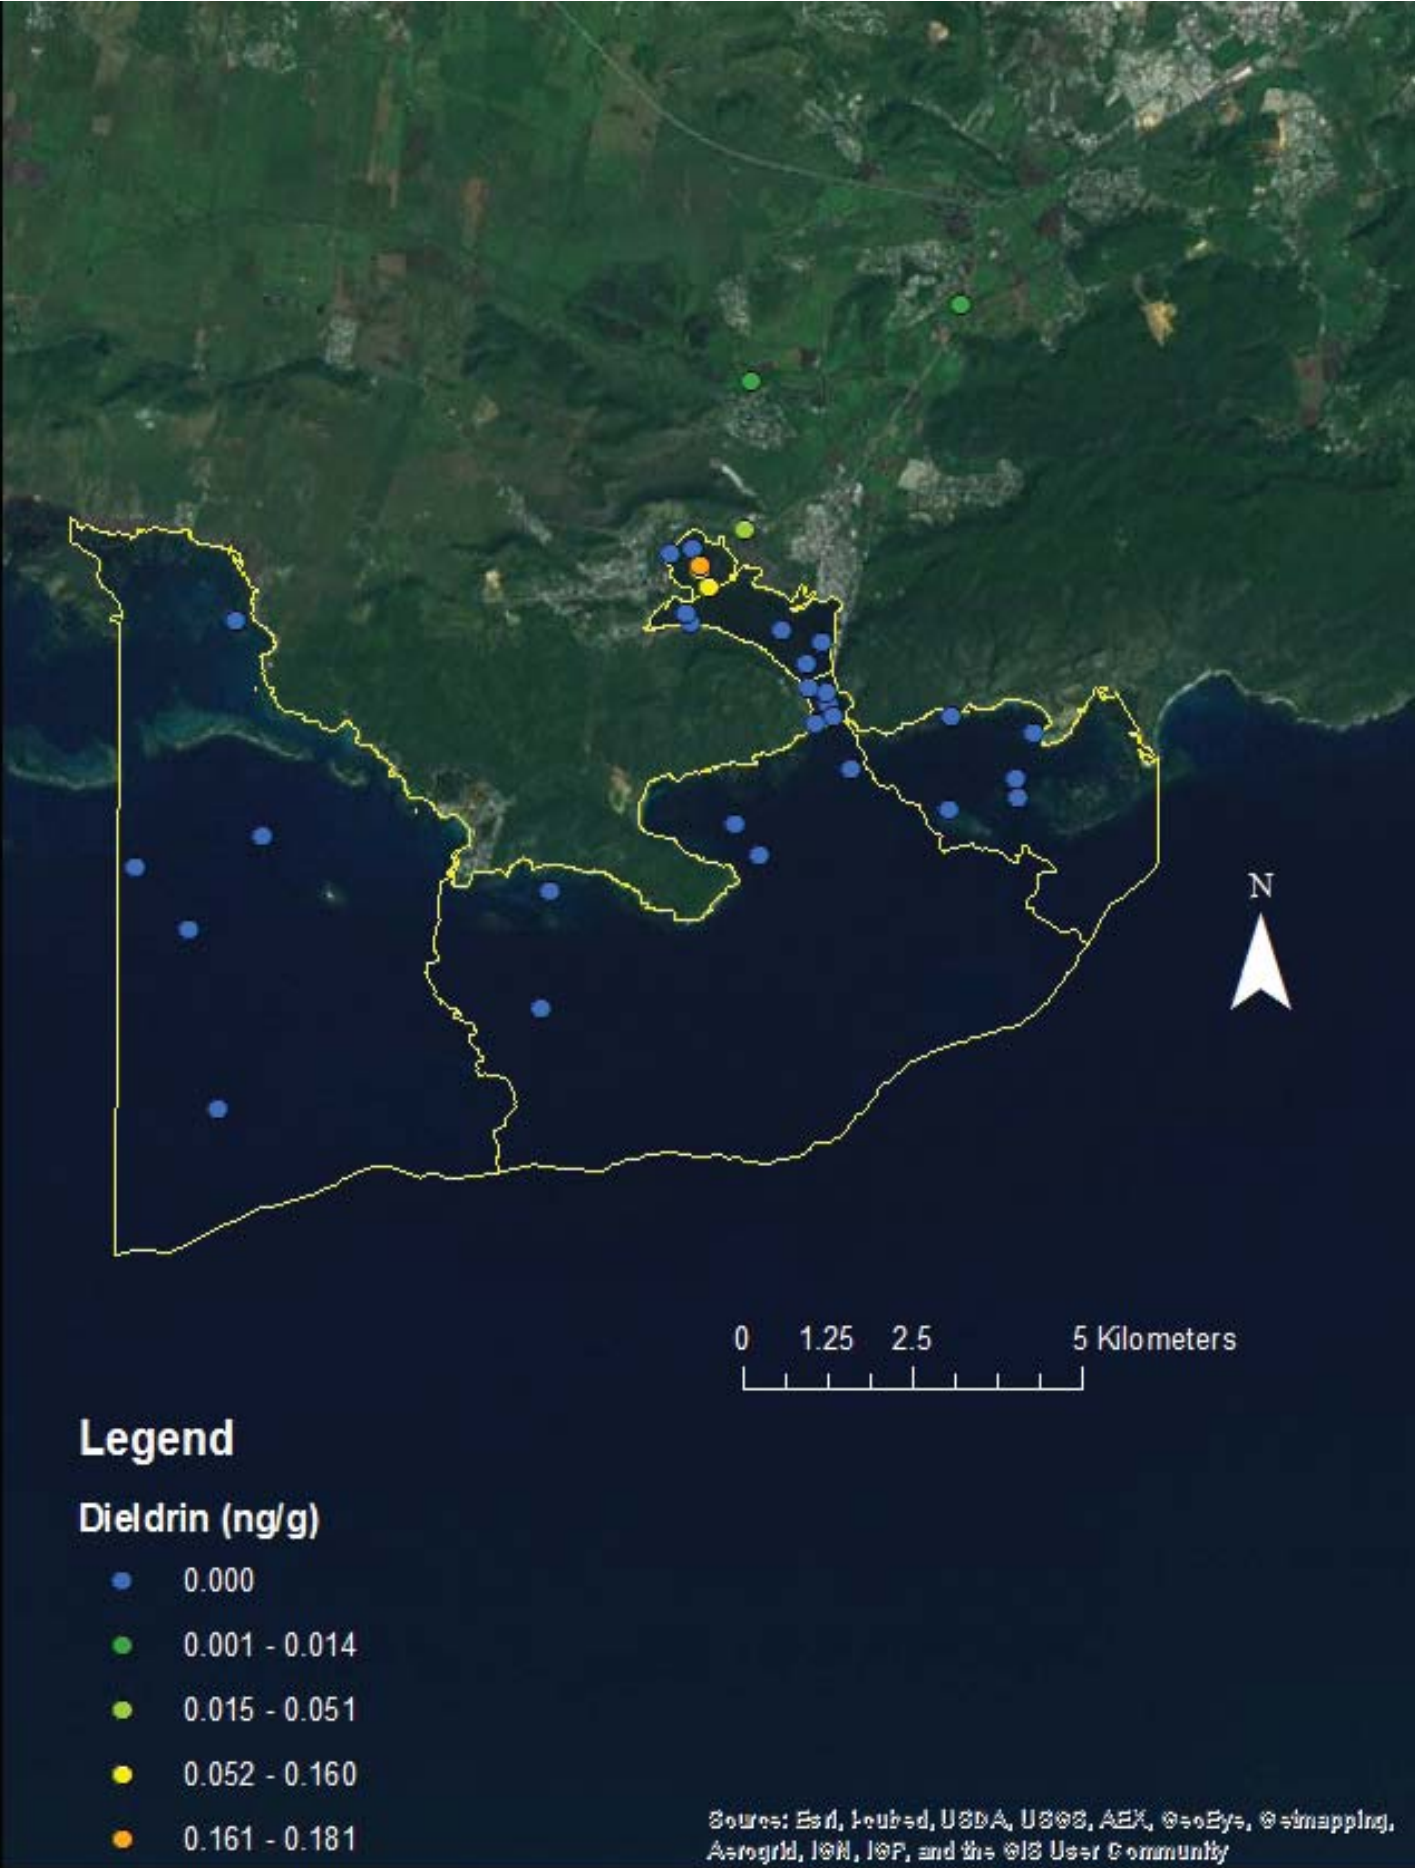 N
0 1.25 2.5 5 Kilometers
Legend
Dieldrin (ng/g)
0.000
0.001 - 0.014
0.015 - 0.051
0.052 - 0.160
0.161 - 0.181
Source: Esri, i-cubed, USDA, USGS, AEX, GeoEye, Getmapping,
Aerogrid, IGN, IGP, and the GIS User Community